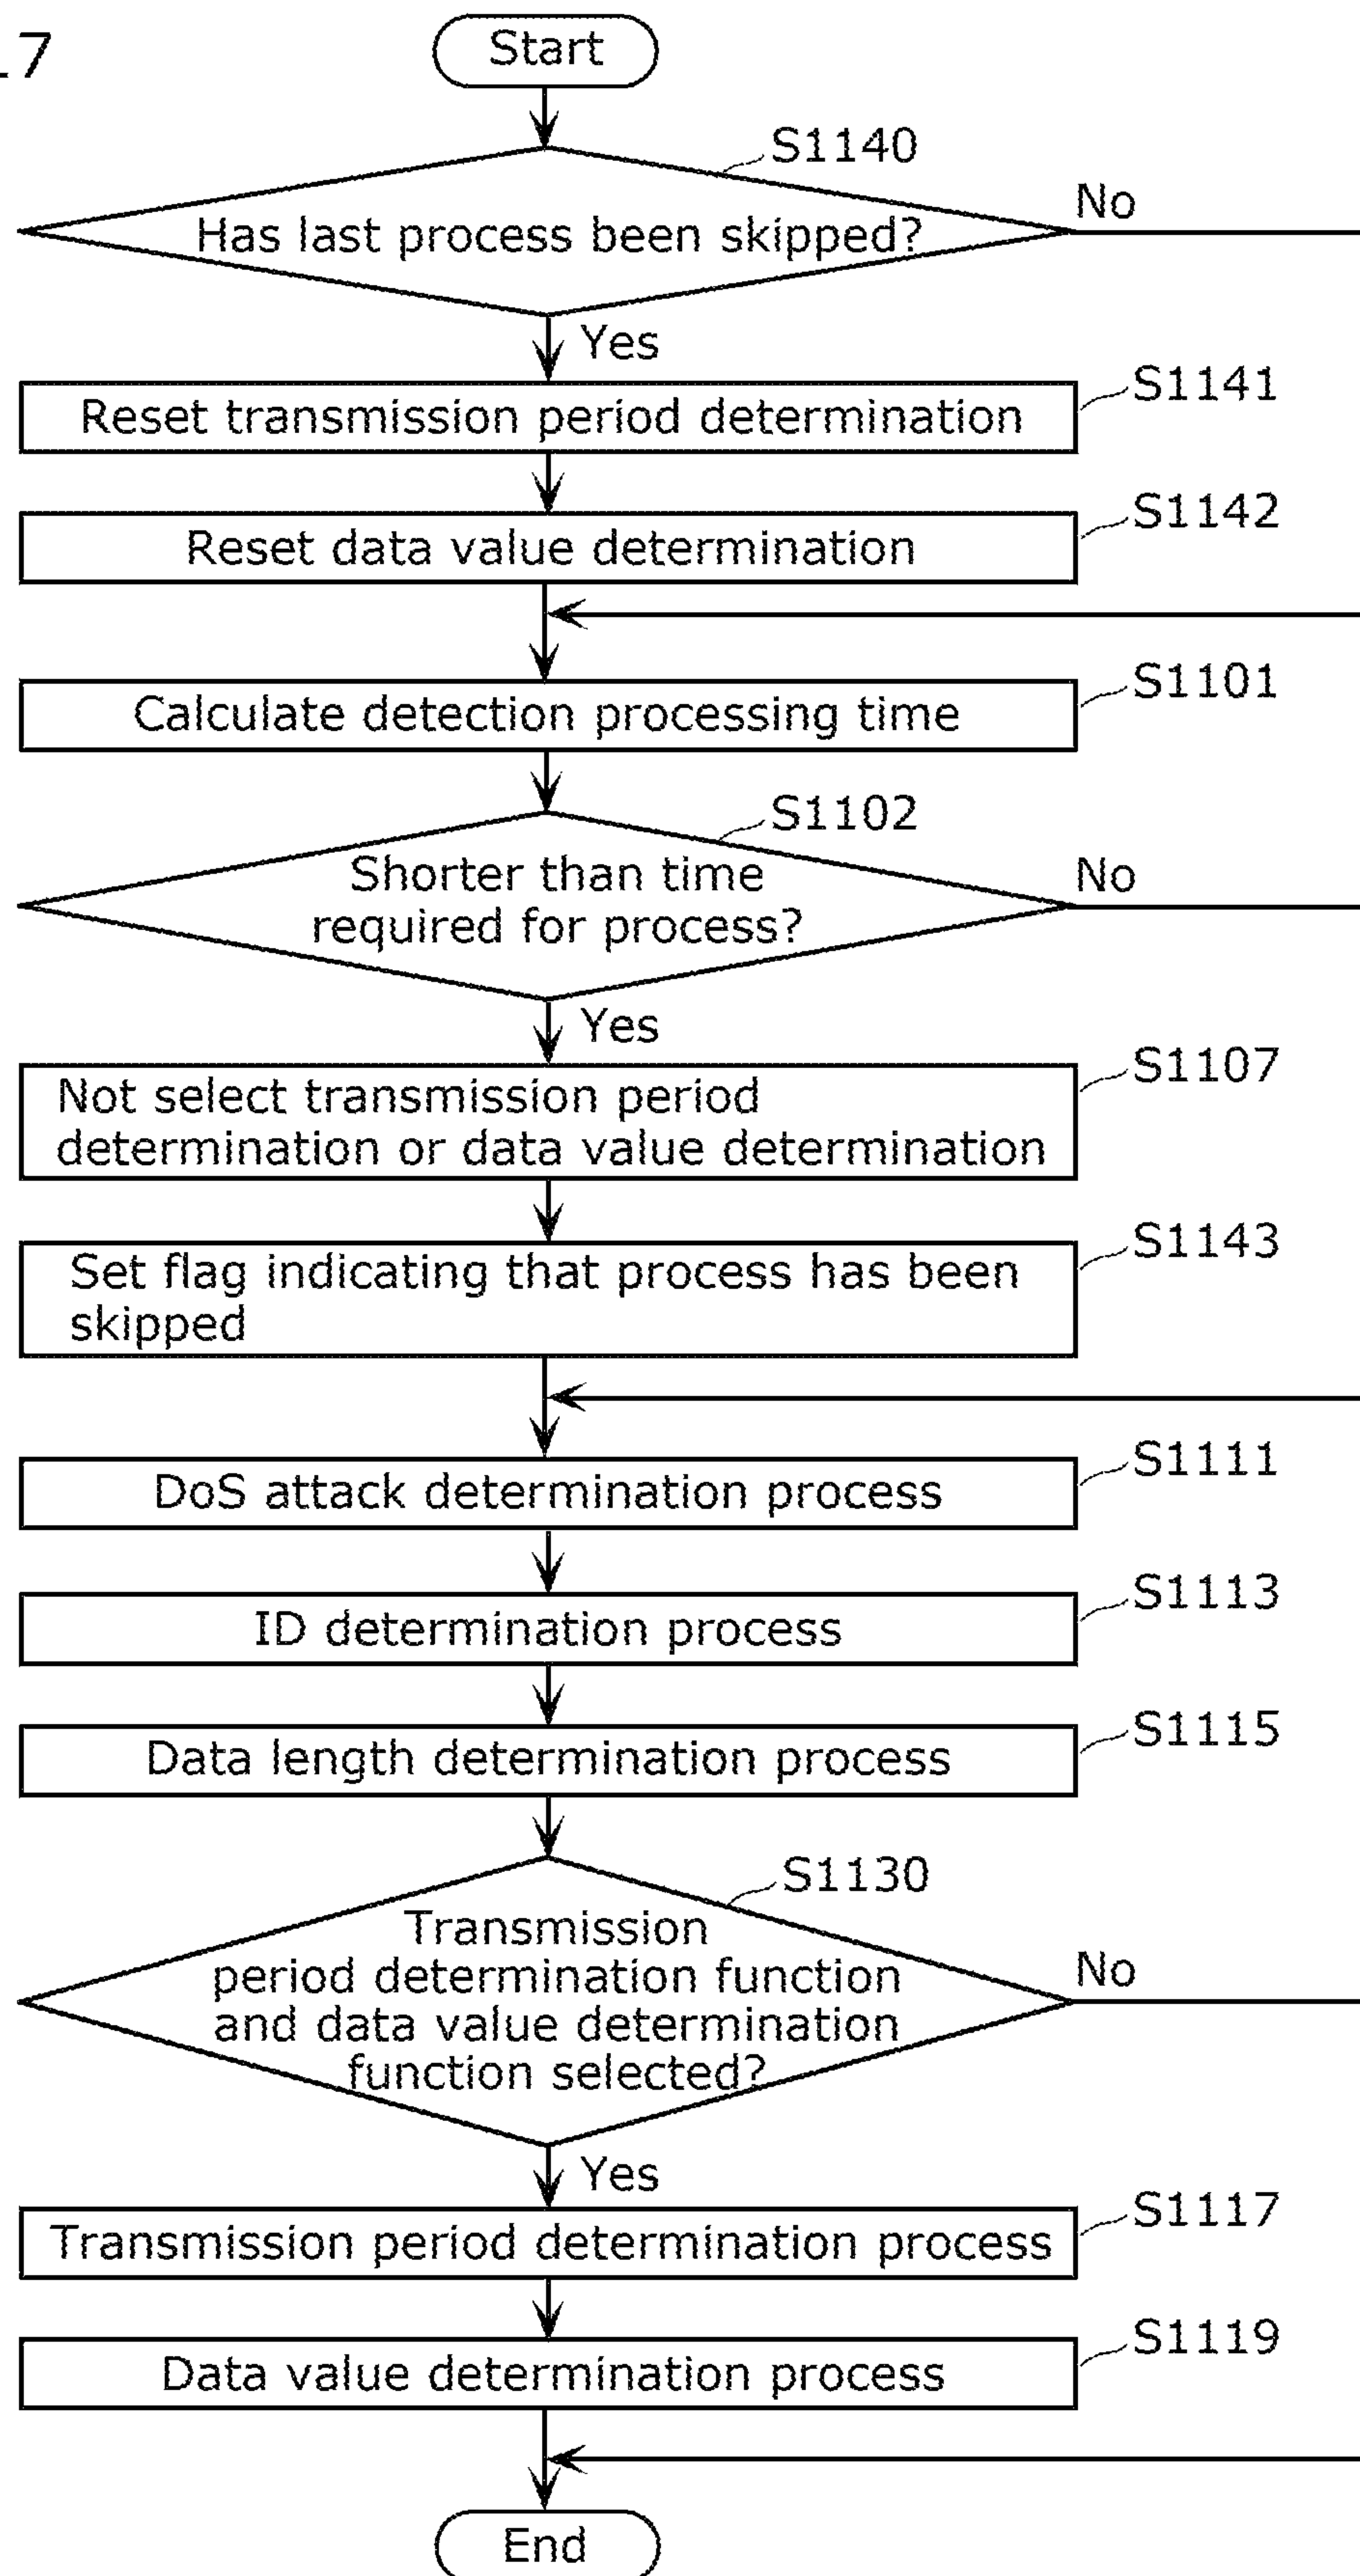 17
Start
S1140
Has last process been skipped?
No
Yes
S1141
Reset transmission period determination
S1142
Reset data value determination
S1101
Calculate detection processing time
S1102
Shorter than time
required for process?
No
Yes
S1107
Not select transmission period
determination or data value determination
S1143
Set flag indicating that process has been
skipped
S1111
DoS attack determination process
S1113
ID determination process
S1115
Data length determination process
S1130
Transmission
period determination function
and data value determination
function selected?
No
Yes
S1117
Transmission period determination process
S1119
Data value determination process
End